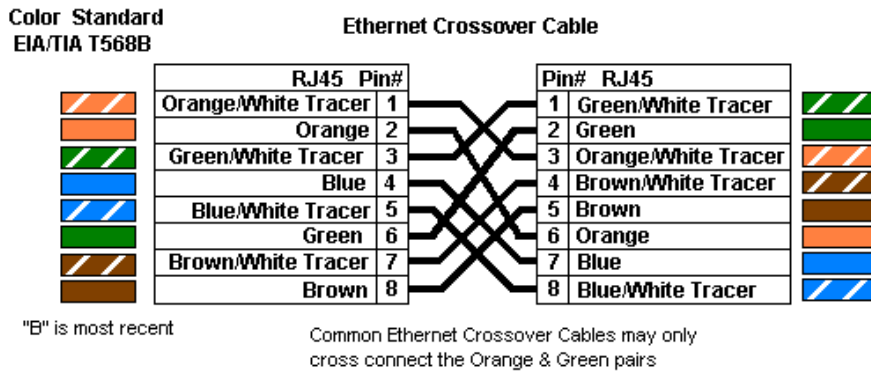 Color Standard
EIA/TIA T568B
Ethernet Crossover Cable
RJ45 Pin#
Pin# RJ45
Orange/White Tracer 1
1 Green/White Tracer
Orange 2
2 Green
Green/White Tracer 3
3 Orange/White Tracer
Blue 4
4 Brown/White Tracer
Blue/White Tracer 5
5 Brown
Green 6
6 Orange
Brown/White Tracer 7
7 Blue
Brown 8
8 Blue/White Tracer
"B" is most recent
Common Ethernet Crossover Cables may only
cross connect the Orange & Green pairs